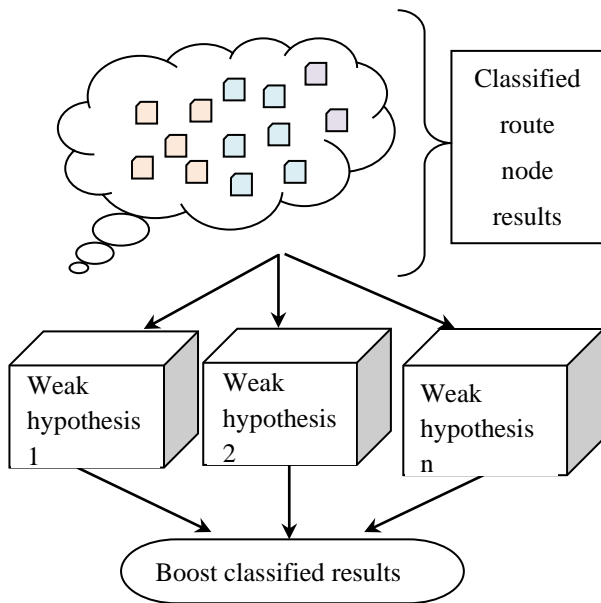 Classified
route
node
results
Weak
hypothesis
1
Weak
hypothesis
2
Weak
hypothesis
n
Boost classified results